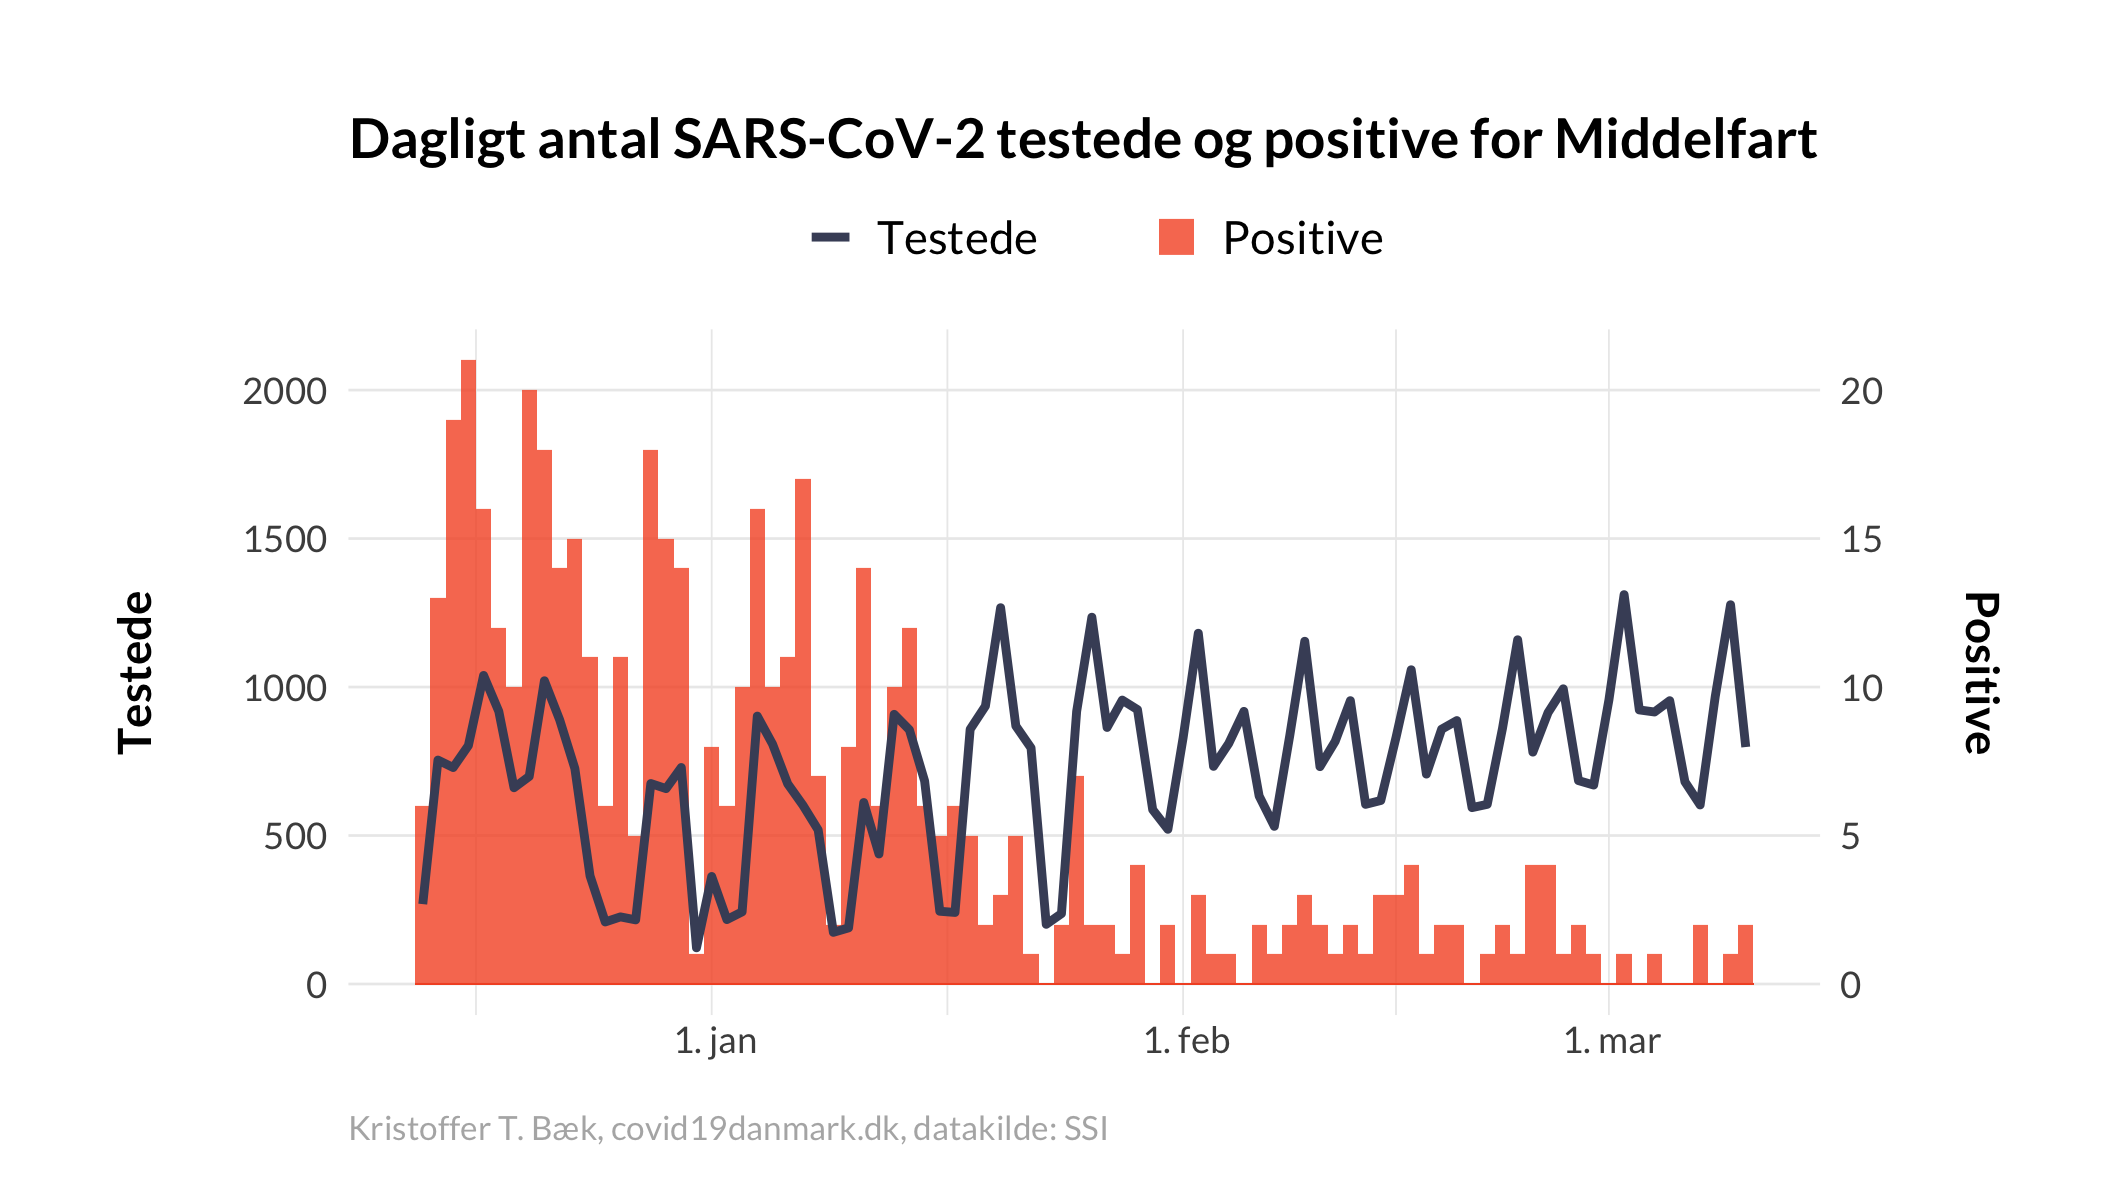 Dagligt antal SARS-CoV-2 testede og positive for Middelfart
Testede
Positive
2000
1500
1000
500
0
Testede
20
15
10
5
0
Positive
1. jan
1. feb
1. mar
Kristoffer T. Bæk, covid19danmark.dk, datakilde: SSI